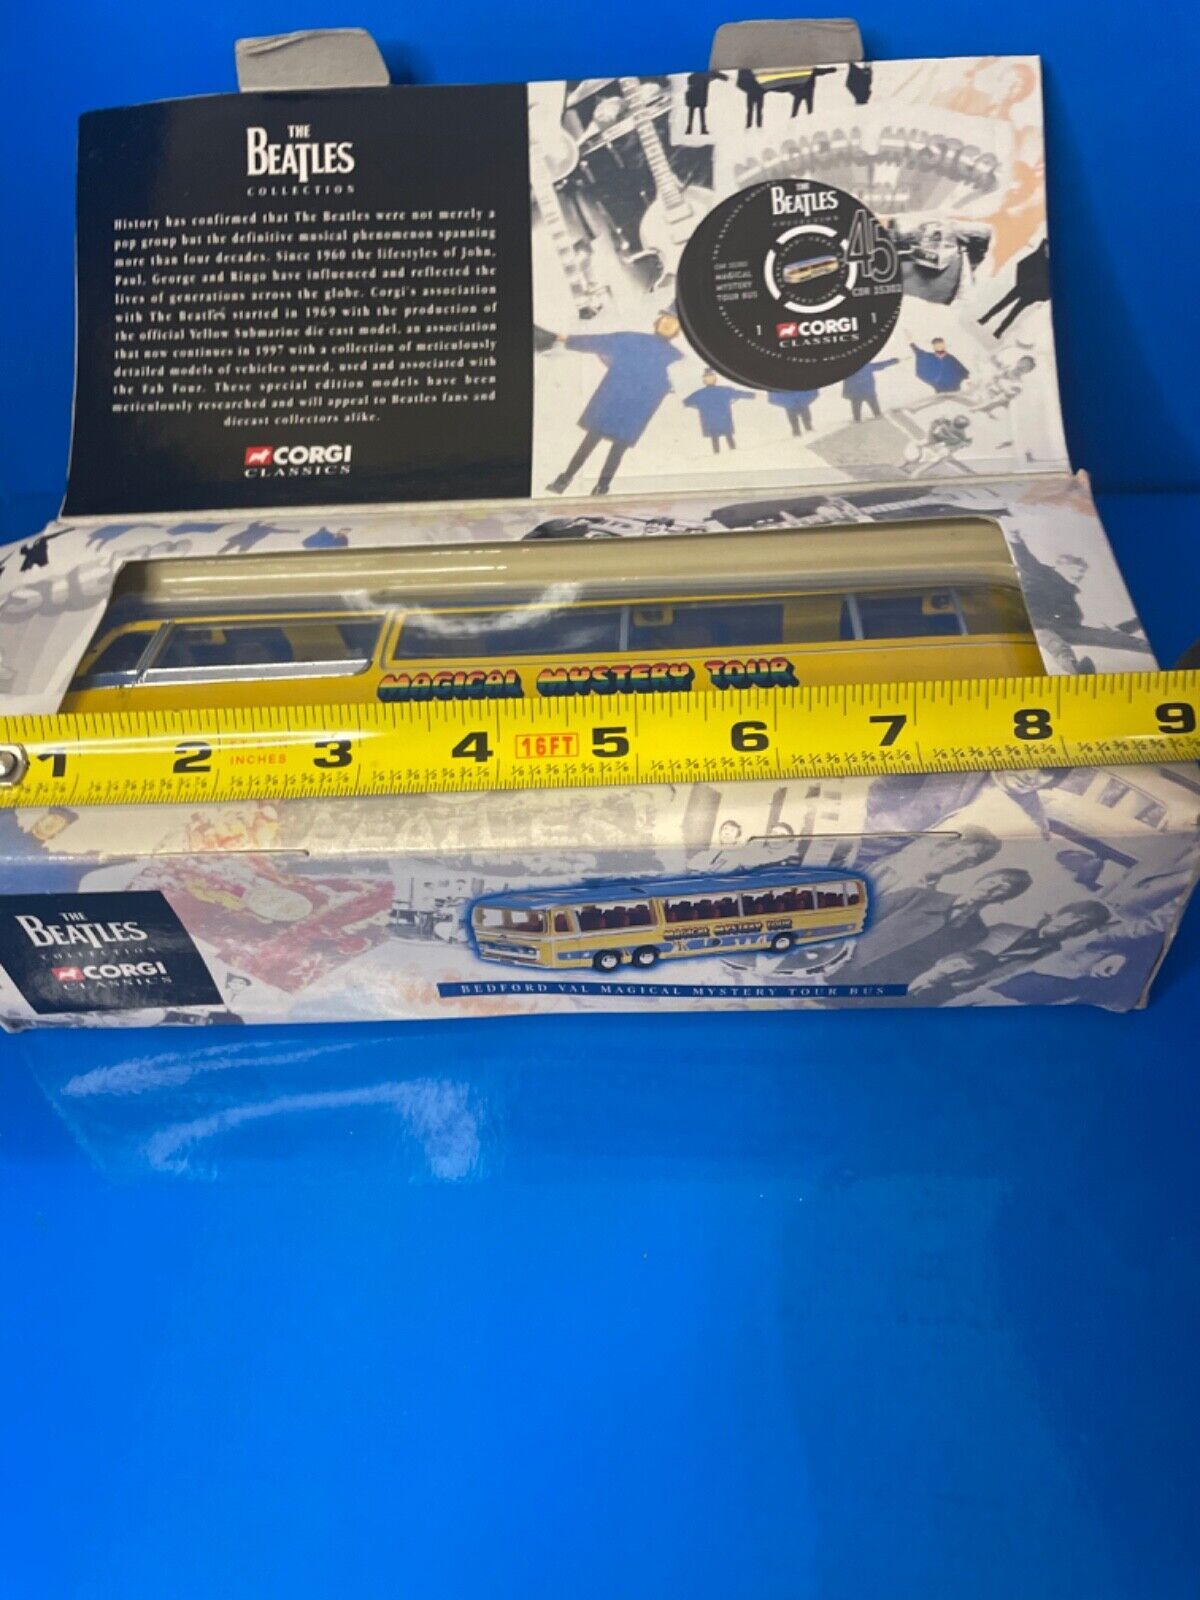 THE
BEATLES
COLLECTION
History has confirmed that The Beatles were not merely a
pop group but the definitive musical phenomenon spanning
more than four decades. Since 1960 the lifestyles of John,
Paul, George and Ringo have influenced and reflected the
lives of generations across the globe. Corgi's association
with The Beatles started in 1969 with the production of
the official Yellow Submarine die cast model, an association
that now continues in 1997 with a collection of meticulously
detailed models of vehicles owned, used and associated with
the Fab Four. These special edition models have been
meticulously researched and will appeal to Beatles fans and
diecast collectors alike.
CORGI
CLASSICS
MAGICAL MYSTERY
THE
BEATLES
COLLECTION
45
MAGICAL
MYSTERY
TOUR BUS
CDR 35302
1 CORGI 1
CLASSICS
MAGICAL MYSTERY TOUR
1 2 3 4 16FT 5 6 7 8 9
INCHES
THE
BEATLES
COLLECTION
CORGI
CLASSICS
MAGICAL MYSTERY TOUR
BEDFORD VAL MAGICAL MYSTERY TOUR BUS